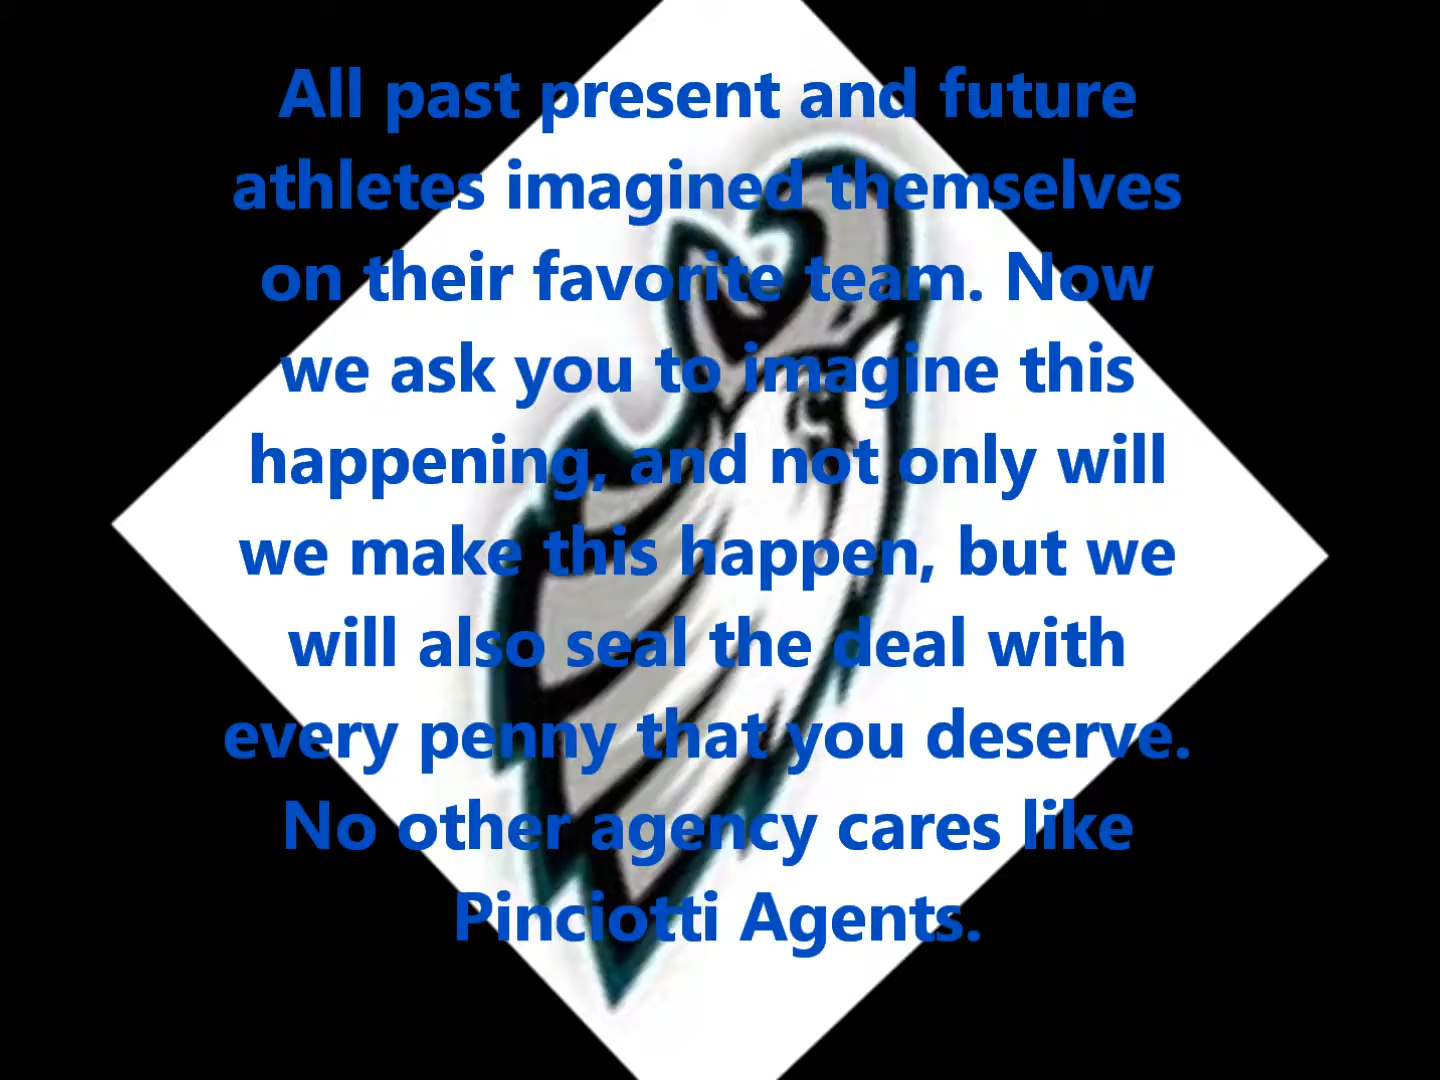 All past present and future
athletes imagined themselves
on their favorite team. Now
we ask you to imagine this
happening, and not only will
we make this happen, but we
will also seal the deal with
every penny that you deserve.
No other agency cares like
Pinciotti Agents.